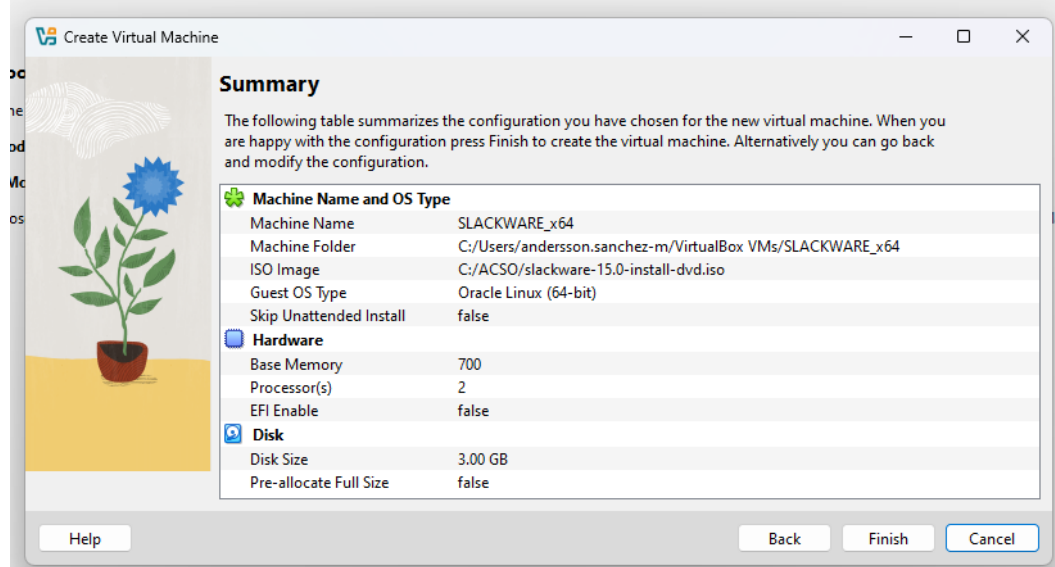 Create Virtual Machine
Summary
The following table summarizes the configuration you have chosen for the new virtual machine. When you
are happy with the configuration press Finish to create the virtual machine. Alternatively you can go back
and modify the configuration.
Machine Name and OS Type
Machine Name SLACKWARE_x64
Machine Folder C:/Users/andersson.sanchez-m/VirtualBox VMs/SLACKWARE_x64
ISO Image C:/ACSO/slackware-15.0-install-dvd.iso
Guest OS Type Oracle Linux (64-bit)
Skip Unattended Install false
Hardware
Base Memory 700
Processor(s) 2
EFI Enable false
Disk
Disk Size 3.00 GB
Pre-allocate Full Size false
Help Back Finish Cancel